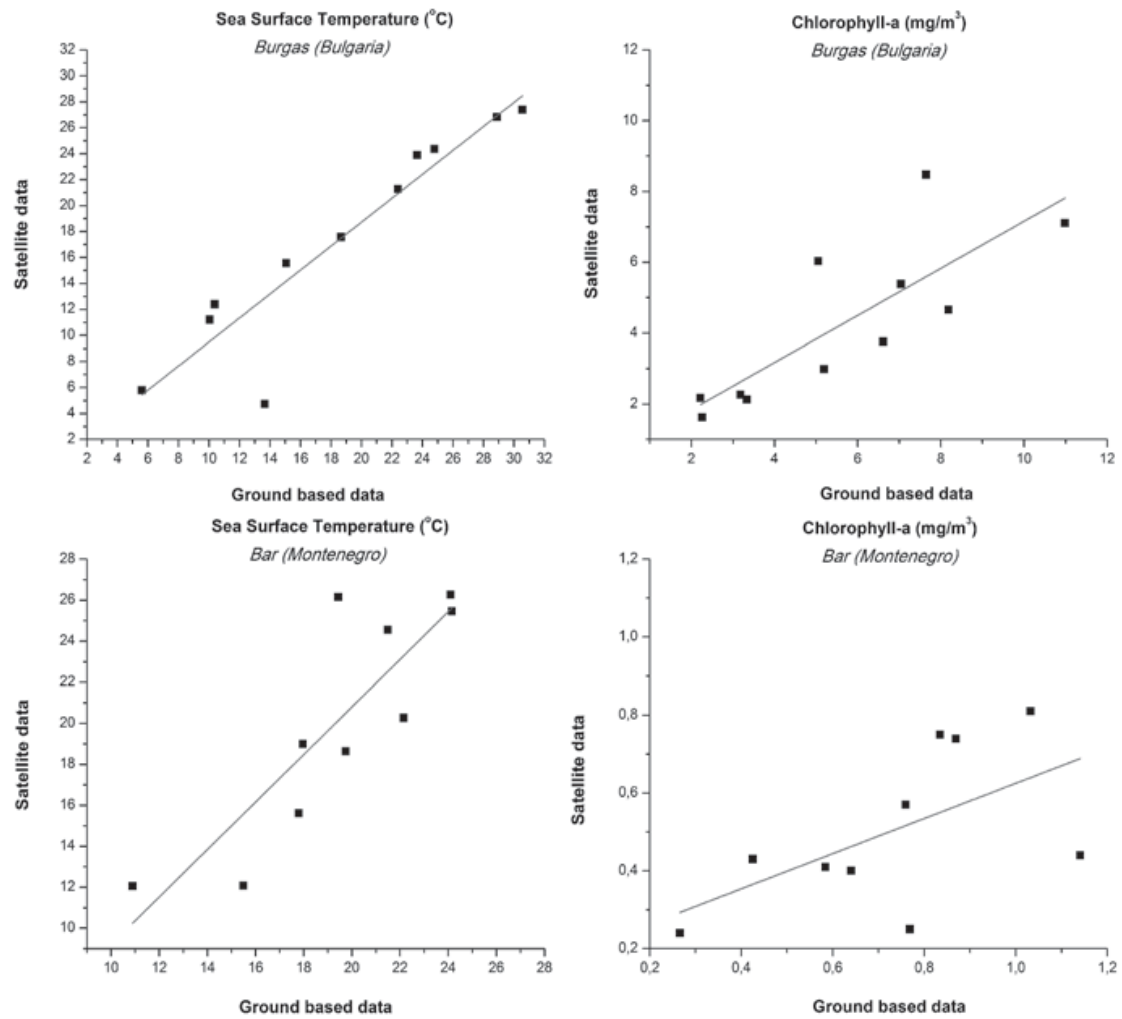 Sea Surface Temperature (°C)
Burgas (Bulgaria)
32
30
28
26
24
22
20
18
16
14
12
10
8
6
4
2
Satellite data
2 4 6 8 10 12 14 16 18 20 22 24 26 28 30 32
Ground based data
Chlorophyll-a (mg/m³)
Burgas (Bulgaria)
12
10
8
6
4
2
Satellite data
2 4 6 8 10 12
Ground based data
Sea Surface Temperature (°C)
Bar (Montenegro)
28
26
24
22
20
18
16
14
12
10
Satellite data
10 12 14 16 18 20 22 24 26 28
Ground based data
Chlorophyll-a (mg/m³)
Bar (Montenegro)
1,2
1,0
0,8
0,6
0,4
0,2
Satellite data
0,2 0,4 0,6 0,8 1,0 1,2
Ground based data